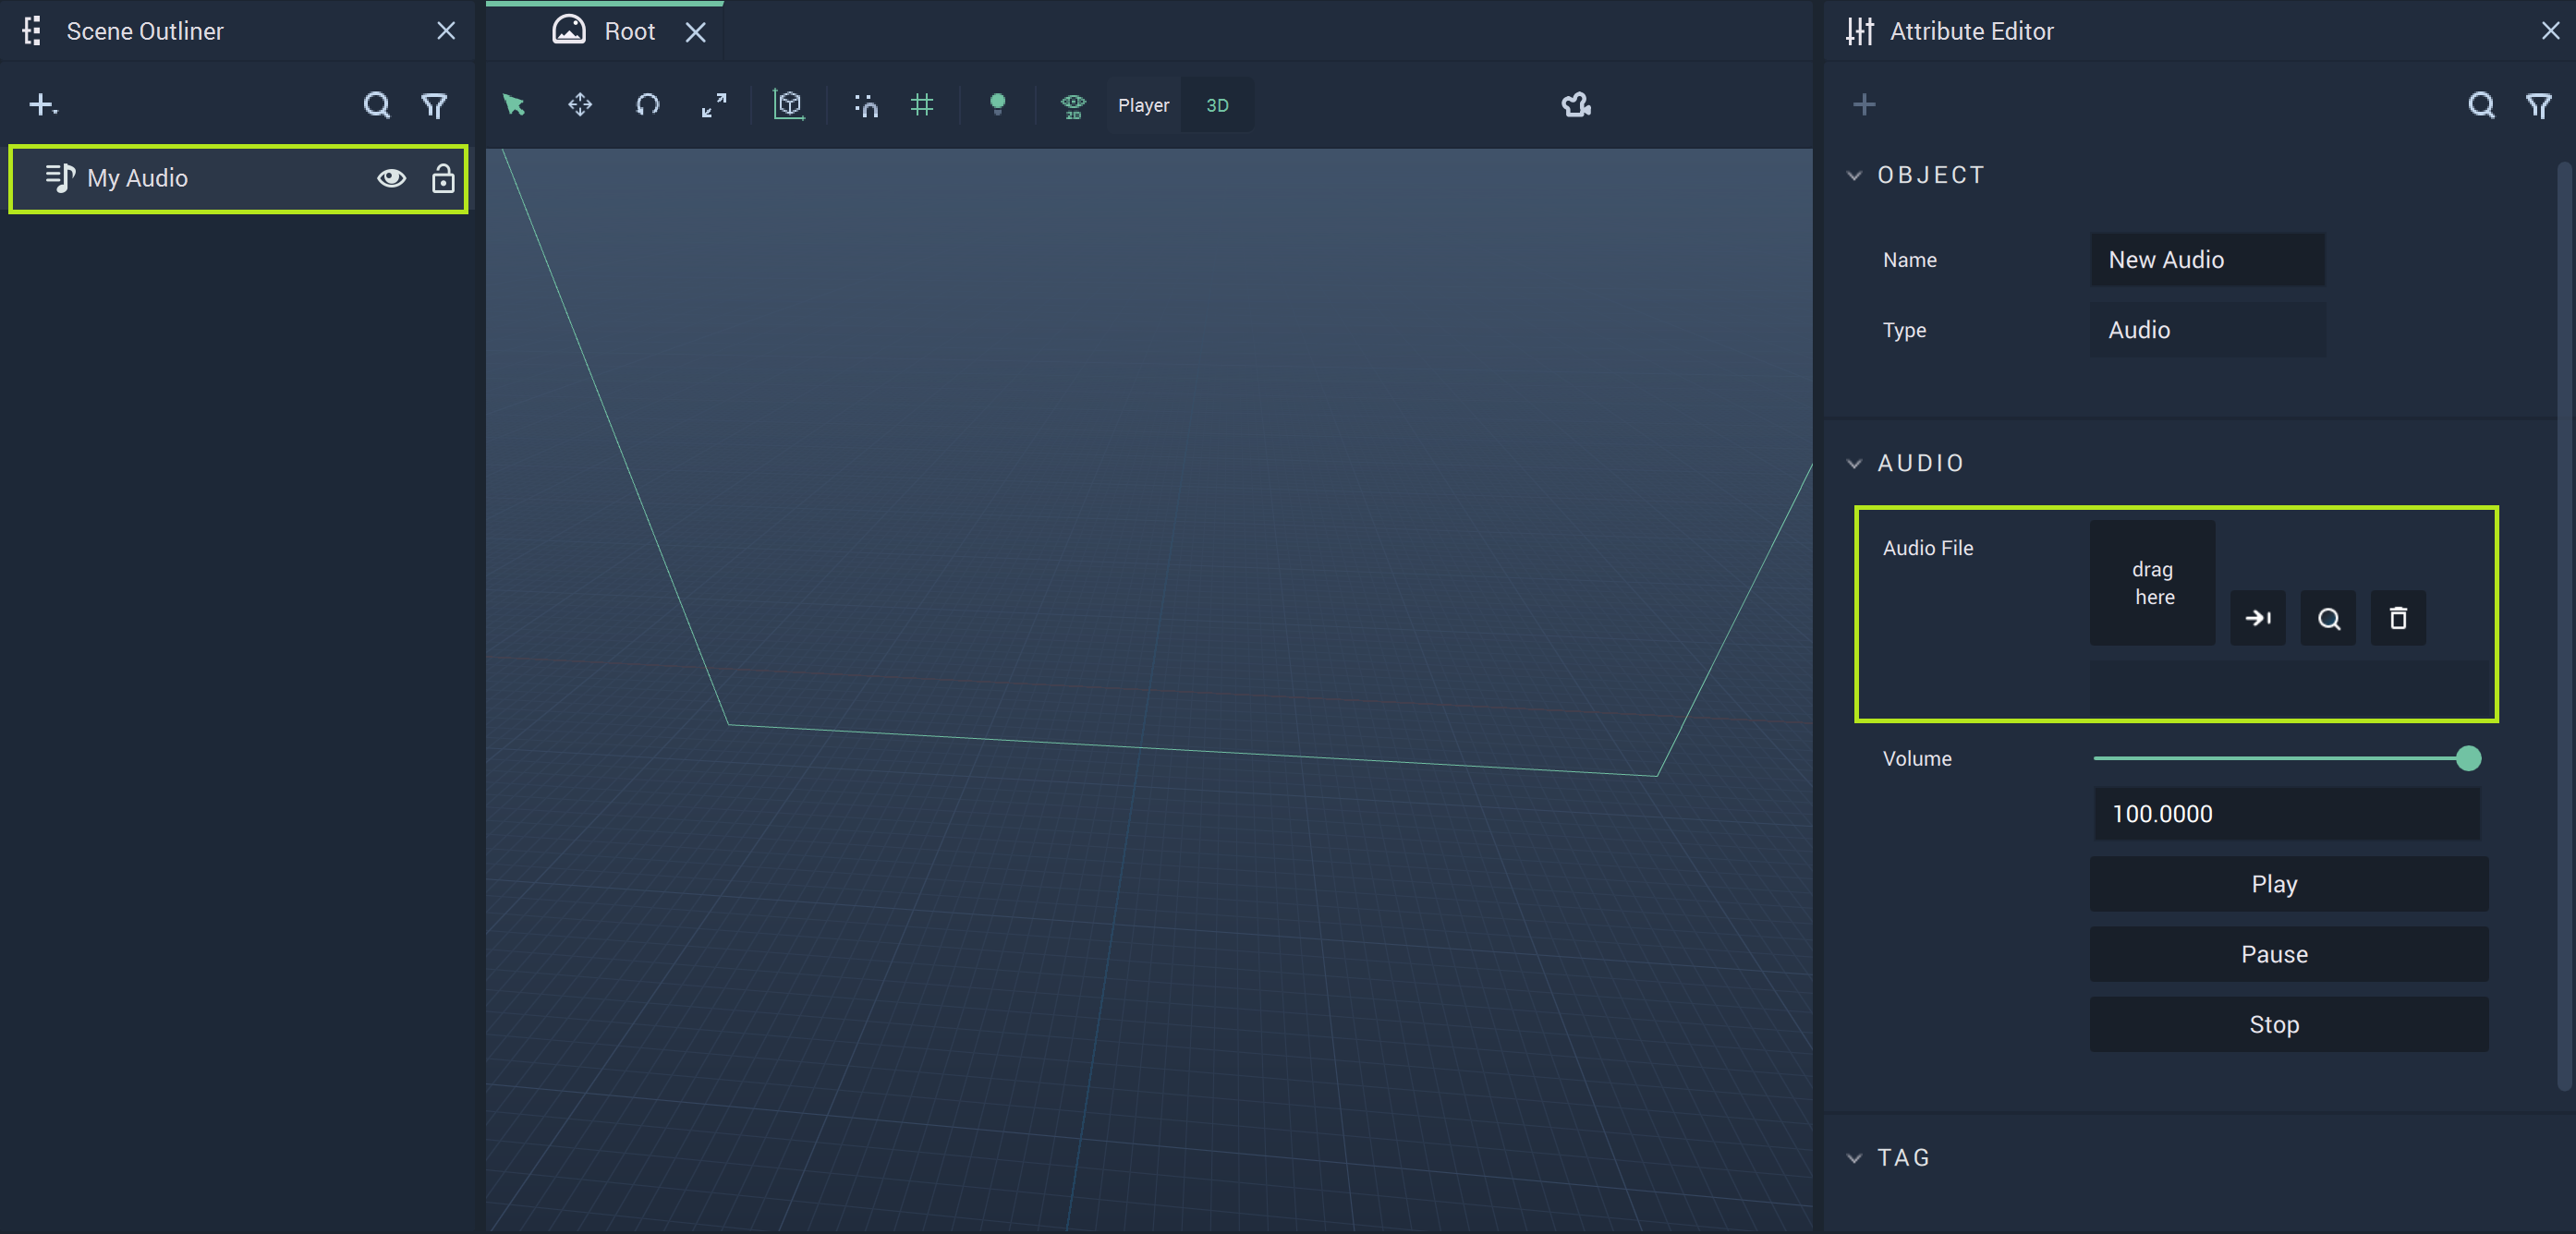 Scene Outliner
Root
Attribute Editor
2D
Player
3D
My Audio
OBJECT
Name
New Audio
Type
Audio
AUDIO
Audio File
drag
here
Volume
100.0000
Play
Pause
Stop
TAG